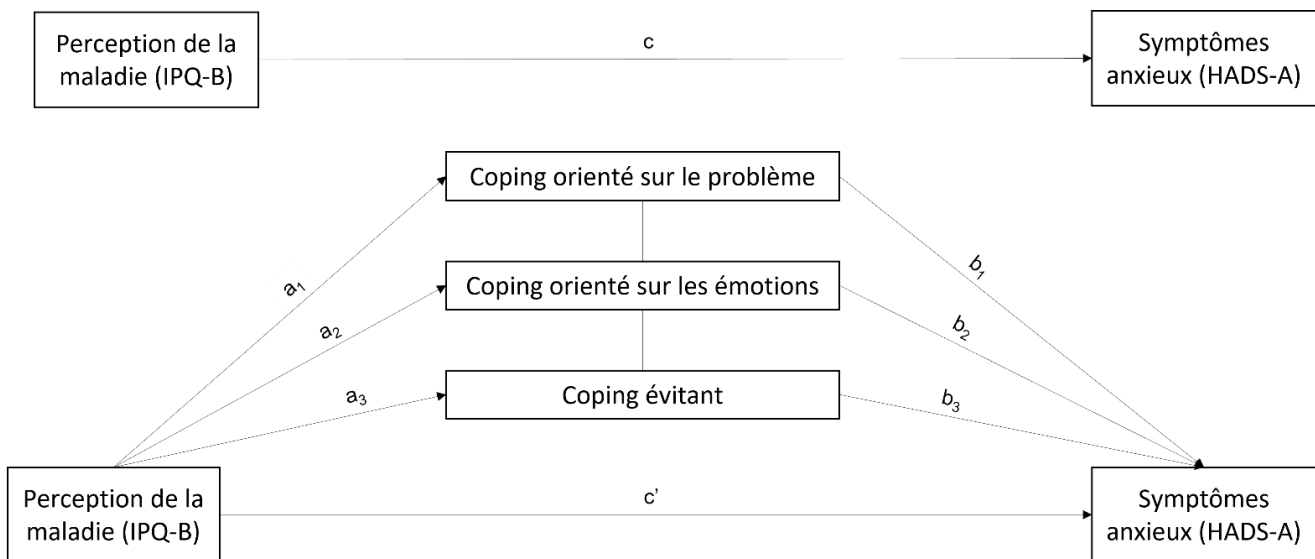 Perception de la
maladie (IPQ-B)
c
Symptômes
anxieux (HADS-A)
Coping orienté sur le problème
a₁
b₁
Coping orienté sur les émotions
a₂
b₂
Coping évitant
a₃
b₃
Perception de la
maladie (IPQ-B)
c’
Symptômes
anxieux (HADS-A)